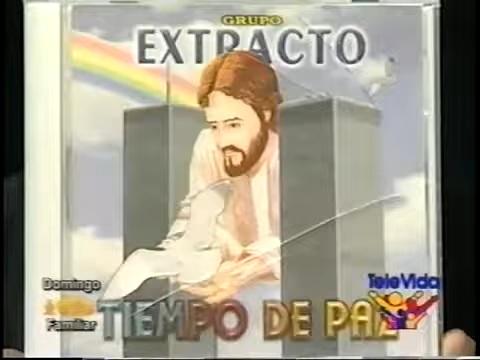 GRUPO
EXTRACTO
Domingo
Familiar
TeleVida
TIEMPO DE PAZ